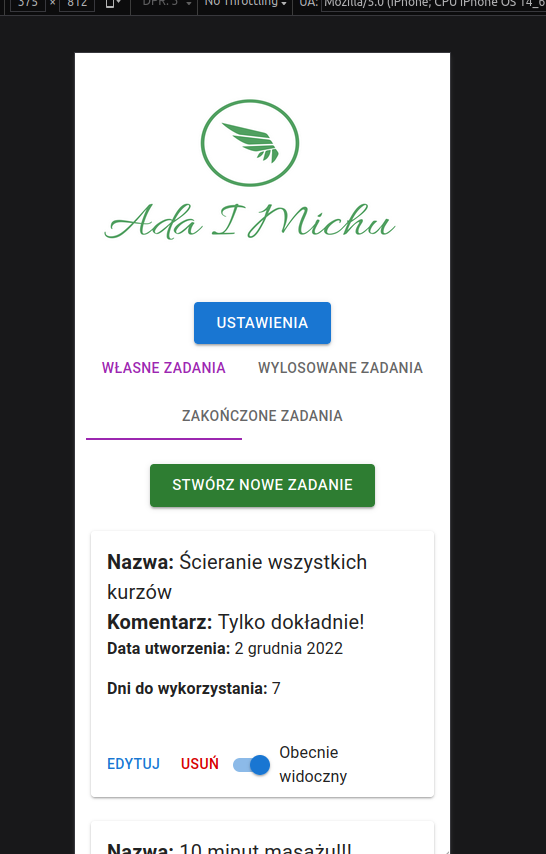 375 × 812 DPR: 3 No Throttling UA: Mozilla/5.0 (iPhone; CPU iPhone OS 14_6
Ada I Michu
USTAWIENIA
WŁASNE ZADANIA WYLOSOWANE ZADANIA
ZAKOŃCZONE ZADANIA
STWÓRZ NOWE ZADANIE
Nazwa: Ścieranie wszystkich
kurzów
Komentarz: Tylko dokładnie!
Data utworzenia: 2 grudnia 2022
Dni do wykorzystania: 7
EDYTUJ USUŃ Obecnie
widoczny
Nazwa: 10 minut masażu!!!